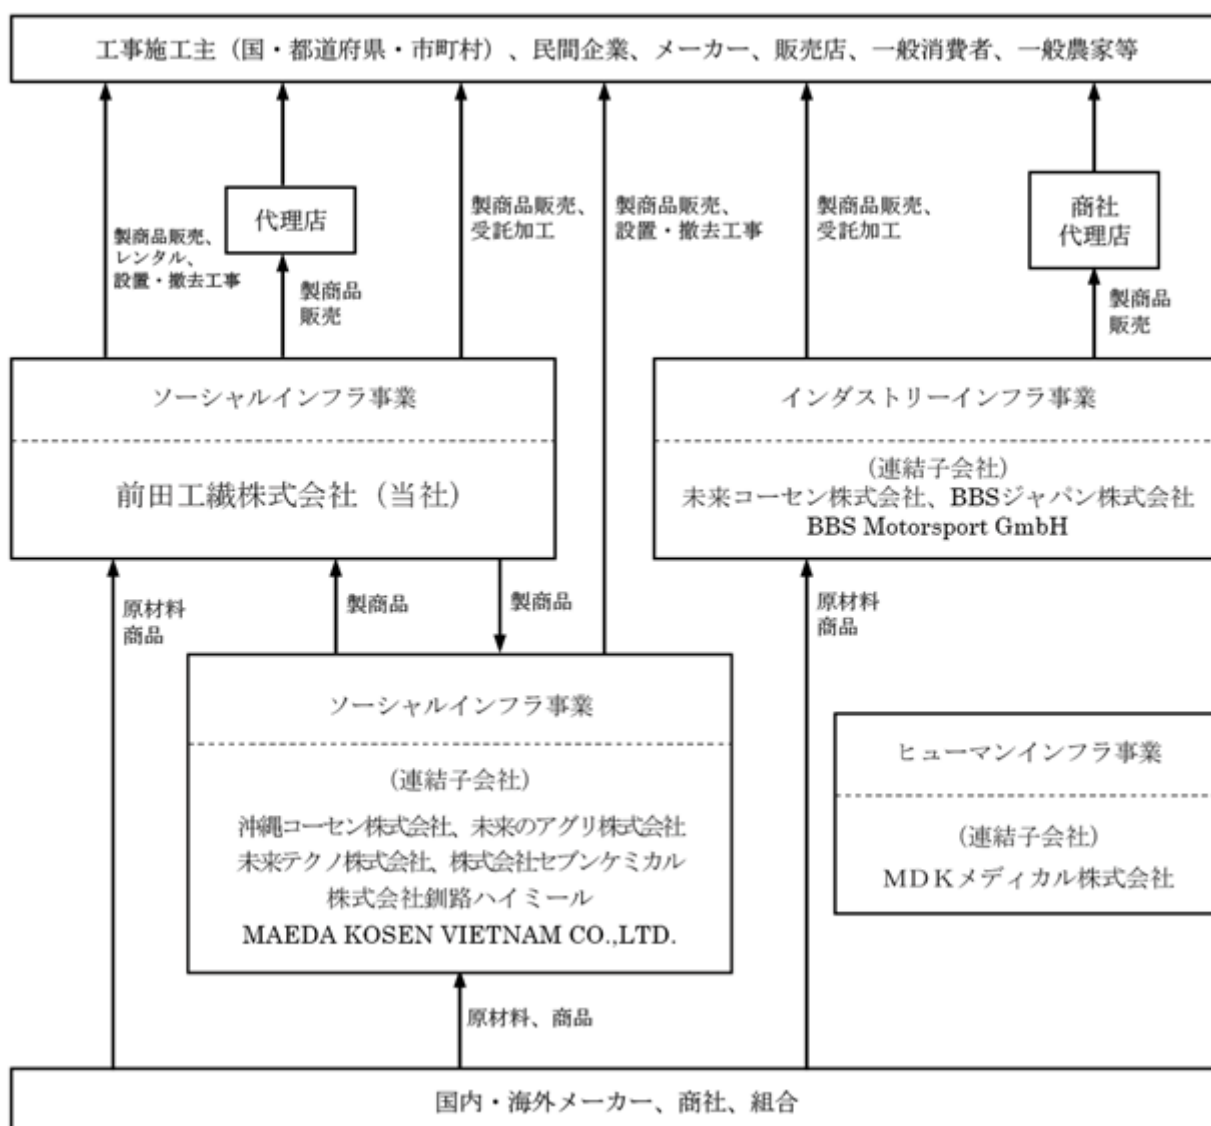 工事施工主（国・都道府県・市町村）、民間企業、メーカー、販売店、一般消費者、一般農家等
代理店
商社
代理店
製商品販売、
レンタル、
設置・撤去工事
製商品
販売
製商品販売、
受託加工
製商品販売、
設置・撤去工事
製商品販売、
受託加工
製商品
販売
ソーシャルインフラ事業
前田工繊株式会社（当社）
インダストリーインフラ事業
（連結子会社）
未来コーセン株式会社、BBSジャパン株式会社
BBS Motorsport GmbH
原材料
商品
製商品
製商品
原材料
商品
ソーシャルインフラ事業
（連結子会社）
沖縄コーセン株式会社、未来のアグリ株式会社
未来テクノ株式会社、株式会社セブンケミカル
株式会社釧路ハイミール
MAEDA KOSEN VIETNAM CO.,LTD.
ヒューマンインフラ事業
（連結子会社）
ＭＤＫメディカル株式会社
原材料、商品
国内・海外メーカー、商社、組合